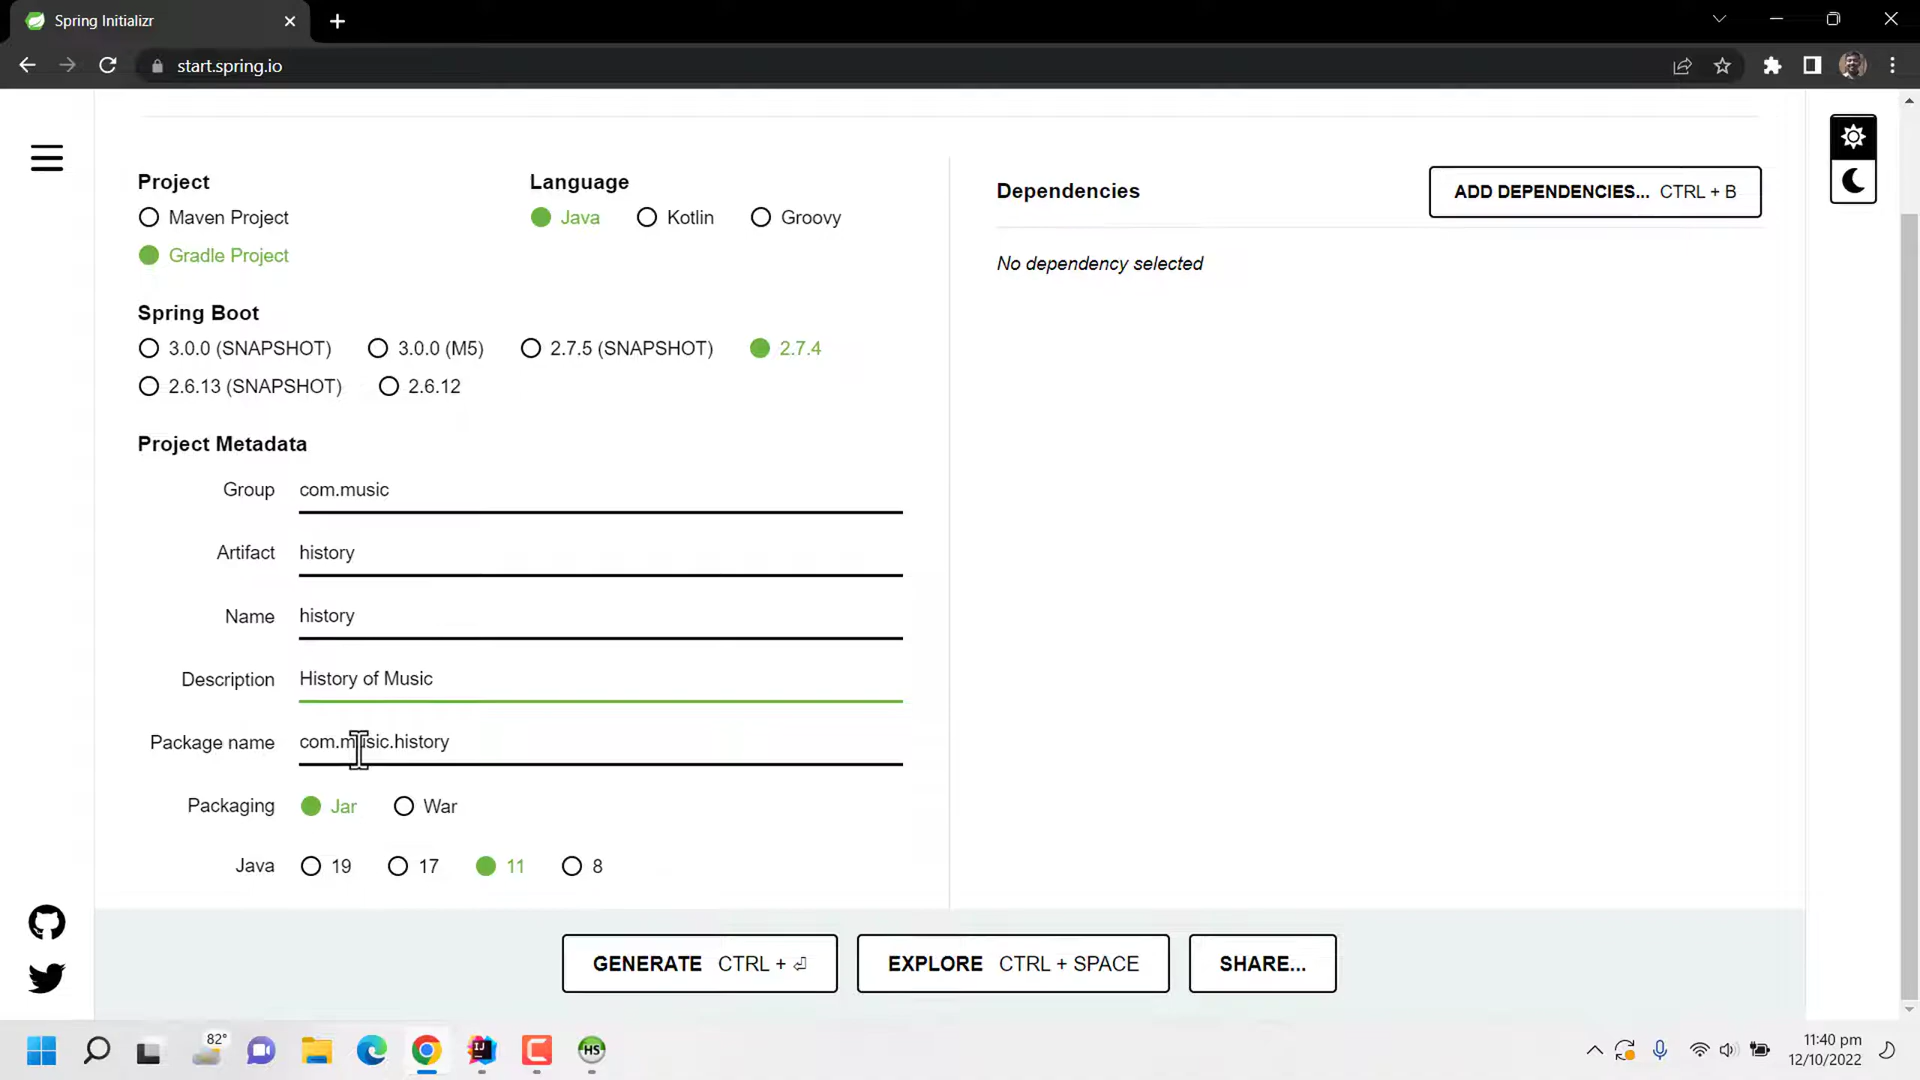 Spring Initializr
start.spring.io
Project
Language
Maven Project
Java
Kotlin
Groovy
Gradle Project
Dependencies
ADD DEPENDENCIES... CTRL + B
No dependency selected
Spring Boot
3.0.0 (SNAPSHOT)
3.0.0 (M5)
2.7.5 (SNAPSHOT)
2.7.4
2.6.13 (SNAPSHOT)
2.6.12
Project Metadata
Group com.music
Artifact history
Name history
Description History of Music
Package name com.music.history
Packaging Jar War
Java 19 17 11 8
GENERATE CTRL + ⏎
EXPLORE CTRL + SPACE
SHARE...
82°
IJ
HS
11:40 pm
12/10/2022